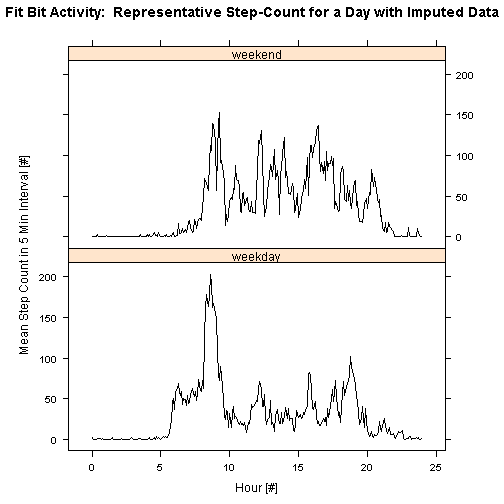 Fit Bit Activity:  Representative Step-Count for a Day with Imputed Data
weekend
200
150
100
50
0
weekday
200
150
100
50
0
Mean Step Count in 5 Min Interval [#]
0 5 10 15 20 25
Hour [#]